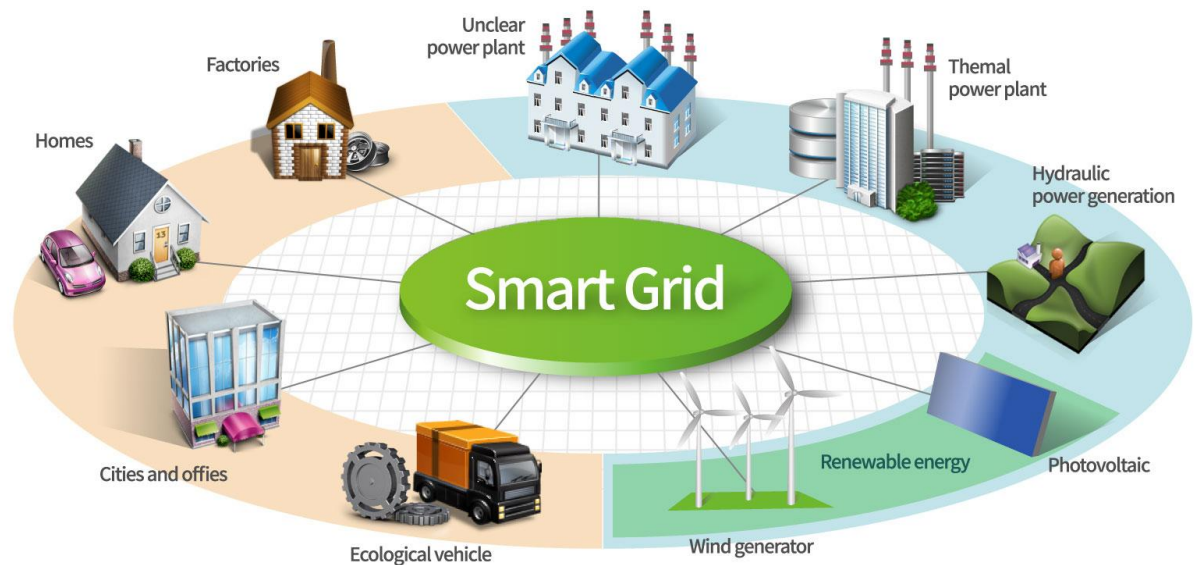 Unclear
power plant
Factories
Themal
power plant
Homes
Hydraulic
power generation
Smart Grid
Renewable energy
Photovoltaic
Cities and offies
Wind generator
Ecological vehicle
13